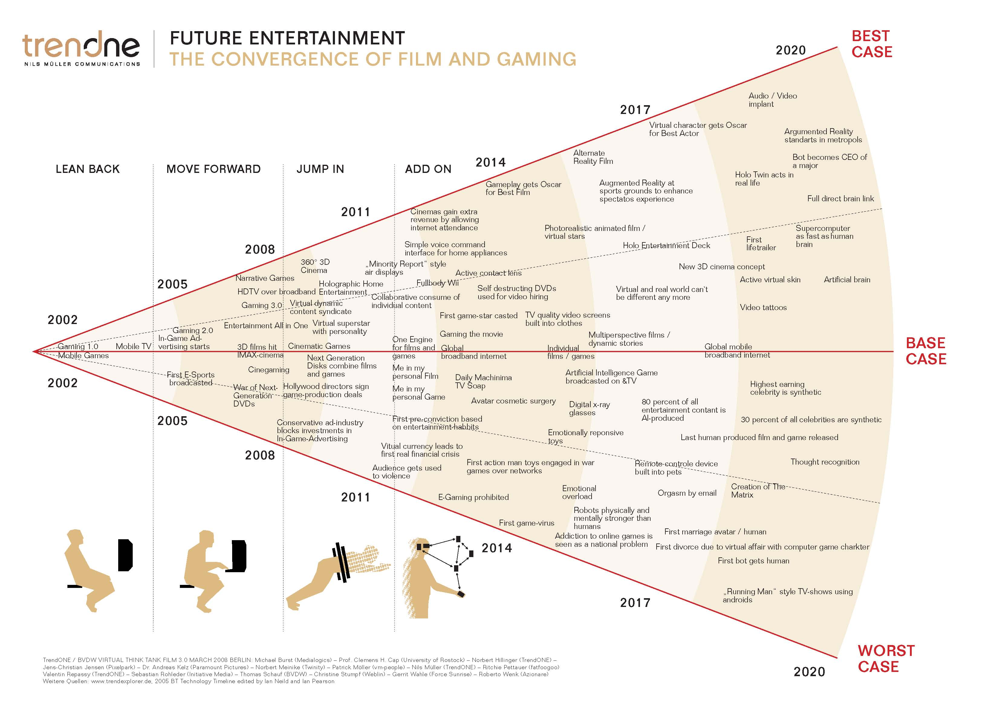 trendne
NILS MÜLLER COMMUNICATIONS
FUTURE ENTERTAINMENT
THE CONVERGENCE OF FILM AND GAMING
BEST
CASE
2020
2017
2014
2011
2008
2005
2002
LEAN BACK
MOVE FORWARD
JUMP IN
ADD ON
Audio / Video
implant
Virtual character gets Oscar
for Best Actor
Argumented Reality
standarts in metropols
Alternate
Reality Film
Bot becomes CEO of
a major
Holo Twin acts in
real life
Gameplay gets Oscar
for Best Film
Augmented Reality at
sports grounds to enhance
spectatos experience
Full direct brain link
Cinemas gain extra
revenue by allowing
internet attendance
Photorealistic animated film /
virtual stars
Supercomputer
as fast as human
brain
First
lifetrailer
Simple voice command
interface for home appliances
Holo Entertainment Deck
360° 3D
Cinema
„Minority Report“ style
air displays
New 3D cinema concept
Active contact lens
Narrative Games
Holographic Home
Entertainment
Fullbody Wii
Active virtual skin
Artificial brain
HDTV over broadband
Self destructing DVDs
used for video hiring
Virtual and real world can't
be different any more
Gaming 3.0
Virtual dynamic
content syndicate
Collaborative consume of
individual content
Video tattoos
First game-star casted
TV quality video screens
built into clothes
Entertainment All in One
Virtual superstar
with personality
Gaming 2.0
In-Game Ad-
vertising starts
Gaming the movie
Multiperspective films /
dynamic stories
Gaming 1.0
Mobile TV
3D films hit
IMAX-cinema
Cinematic Games
One Engine
for films and
games
Global
broadband internet
Individual
films / games
Global mobile
broadband internet
BASE
CASE
Mobile Games
Next Generation
Disks combine films
and games
Cinegaming
Me in my
personal Film
Daily Machinima
TV Soap
Artificial Intelligence Game
broadcasted on &TV
First E-Sports
broadcasted
War of Next-
Generation
DVDs
Hollywood directors sign
game-production deals
Me in my
personal Game
Avatar cosmetic surgery
Digital x-ray
glasses
80 percent of all
entertainment contant is
AI-produced
Highest earning
celebrity is synthetic
30 percent of all celebrities are synthetic
Conservative ad-industry
blocks investments in
In-Game-Advertising
First pre-conviction based
on entertainment-habbits
Emotionally reponsive
toys
Last human produced film and game released
Vitual currency leads to
first real financial crisis
First action man toys engaged in war
games over networks
Remote-controle device
built into pets
Thought recognition
Audience gets used
to violence
Emotional
overload
Orgasm by email
Creation of The
Matrix
E-Gaming prohibited
First game-virus
Robots physically and
mentally stronger than
humans
Addiction to online games is
seen as a national problem
First marriage avatar / human
First divorce due to virtual affair with computer game charkter
First bot gets human
„Running Man“ style TV-shows using
androids
2002
2005
2008
2011
2014
2017
2020
WORST
CASE
TrendONE / BVDW VIRTUAL THINK TANK FILM 3.0 MARCH 2008 BERLIN: Michael Burst (Medialogics) – Prof. Clemens H. Cap (University of Rostock) – Norbert Hillinger (TrendONE) –
Jens-Christian Jensen (Pixelpark) – Dr. Andreas Kelz (Paramount Pictures) – Norbert Meinike (Twinity) – Patrick Möller (vm-people) – Nils Müller (TrendONE) – Ritchie Pettauer (fatfoogoo)
Valentin Repassy (TrendONE) – Sebastian Rohleder (Initiative Media) – Thomas Schauf (BVDW) – Christine Stumpf (Weblin) – Gerrit Wahle (Force Sunrise) – Roberto Wenk (Azionare)
Weitere Quellen: www.trendexplorer.de, 2005 BT Technology Timeline edited by Ian Neild and Ian Pearson